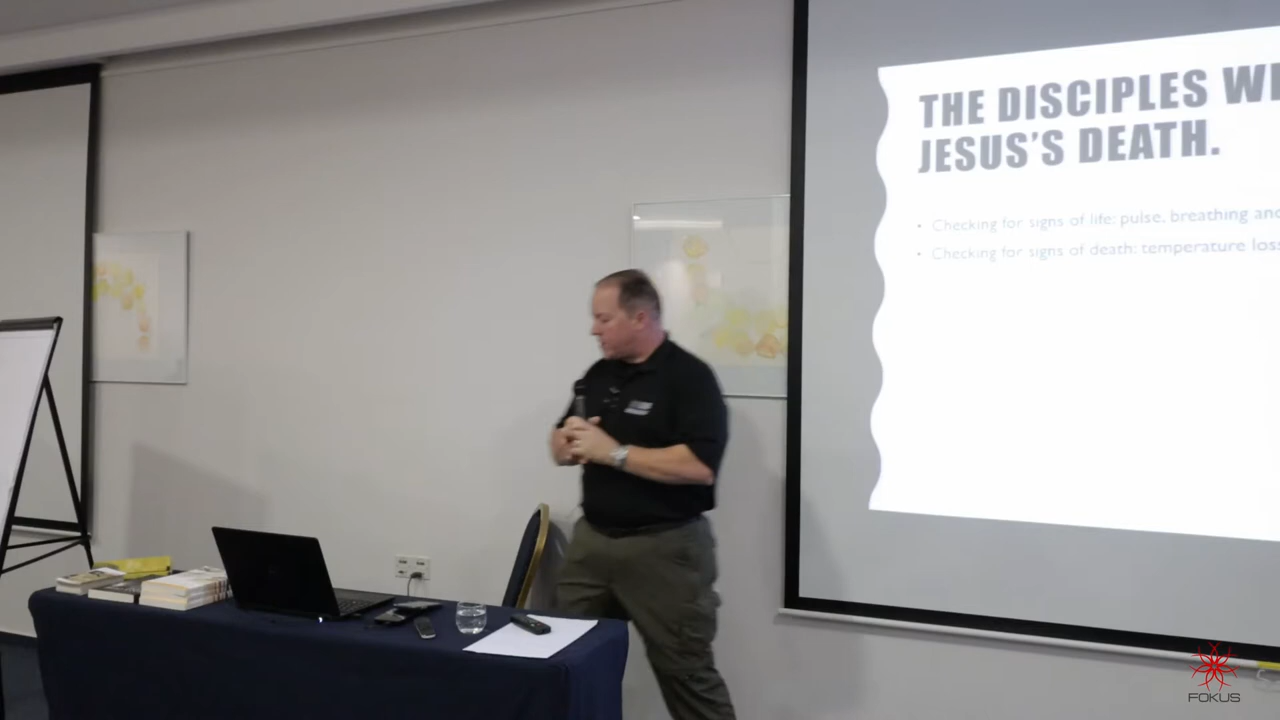 THE DISCIPLES
JESUS'S DEATH.
• Checking for signs of life: pulse, breathing and
• Checking for signs of death: temperature
FOKUS